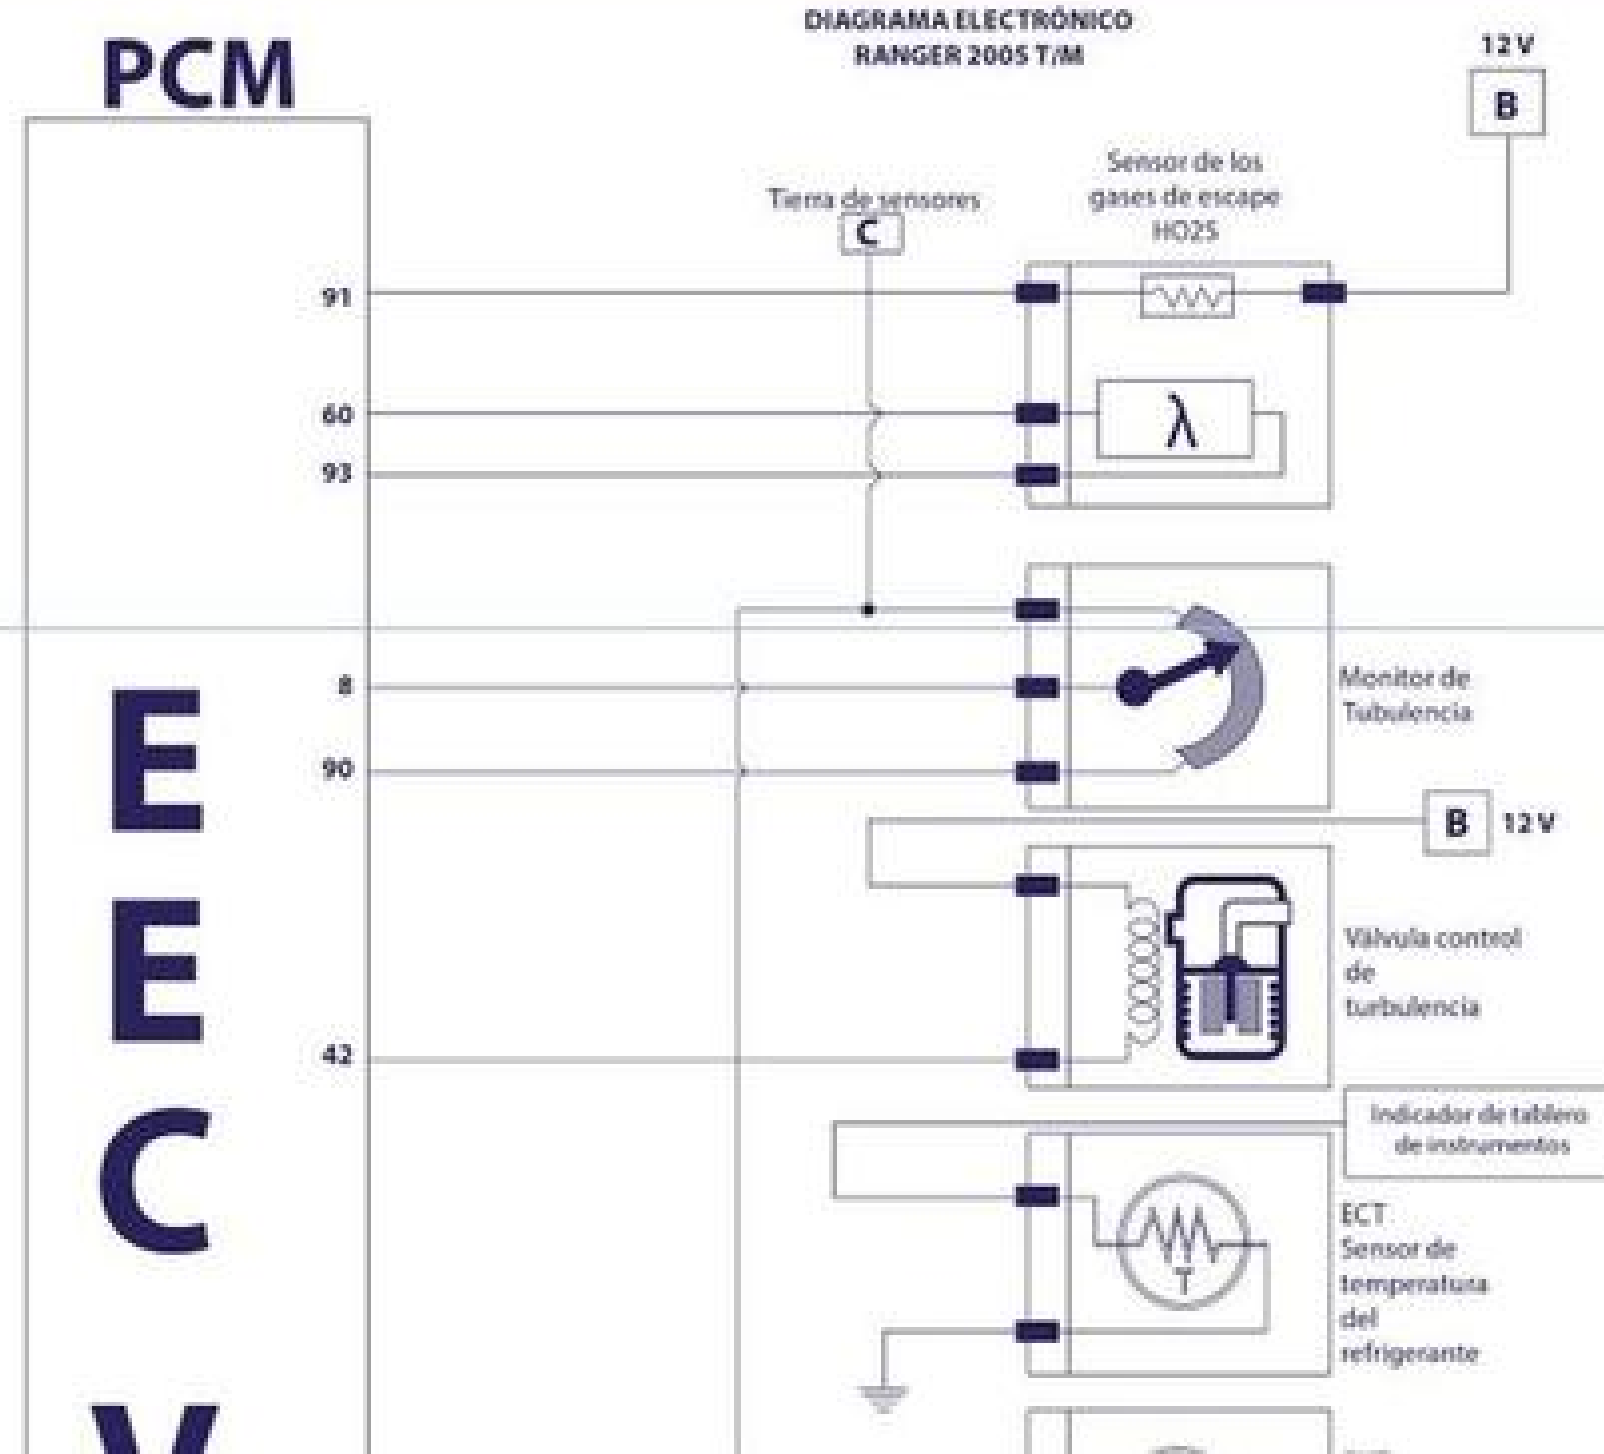 DIAGRAMA ELECTRÓNICO
RANGER 2005 T/M
PCM
12 V
B
Sensor de los
gases de escape
HO2S
Tierra de sensores
C
91
60
λ
93
8
Monitor de
Tubulencia
90
B 12 V
Válvula control
de
turbulencia
42
Indicador de tablero
de instrumentos
T
ECT
Sensor de
temperatura
del
refrigerante
E
E
C
V